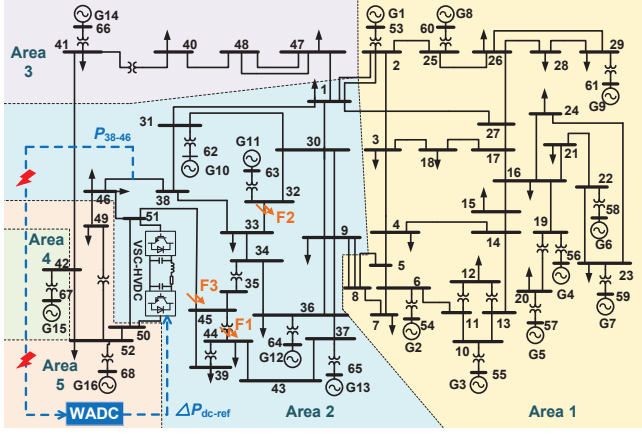 G14
66
41
40
48
47
Area
3
G1
53
2
G8
60
25
26
28
29
61
G9
1
24
27
P38-46
31
62
G10
G11
63
32
30
3
18
17
21
16
22
58
G6
F2
46
38
15
49
51
33
9
4
14
19
56
G4
VSC-HVDC
34
Area
4
42
67
G15
35
8
5
7
6
54
G2
12
11
13
20
57
G5
23
59
G7
F3
45
36
50
44
F1
64
G12
37
65
G13
10
G3
55
52
39
43
Area
5
G16
68
WADC
ΔPdc-ref
Area 2
Area 1